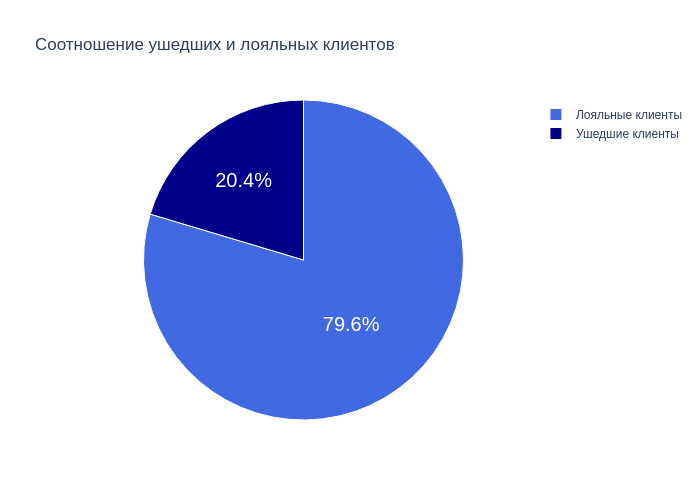 Соотношение ушедших и лояльных клиентов
Лояльные клиенты
Ушедшие клиенты
20.4%
79.6%